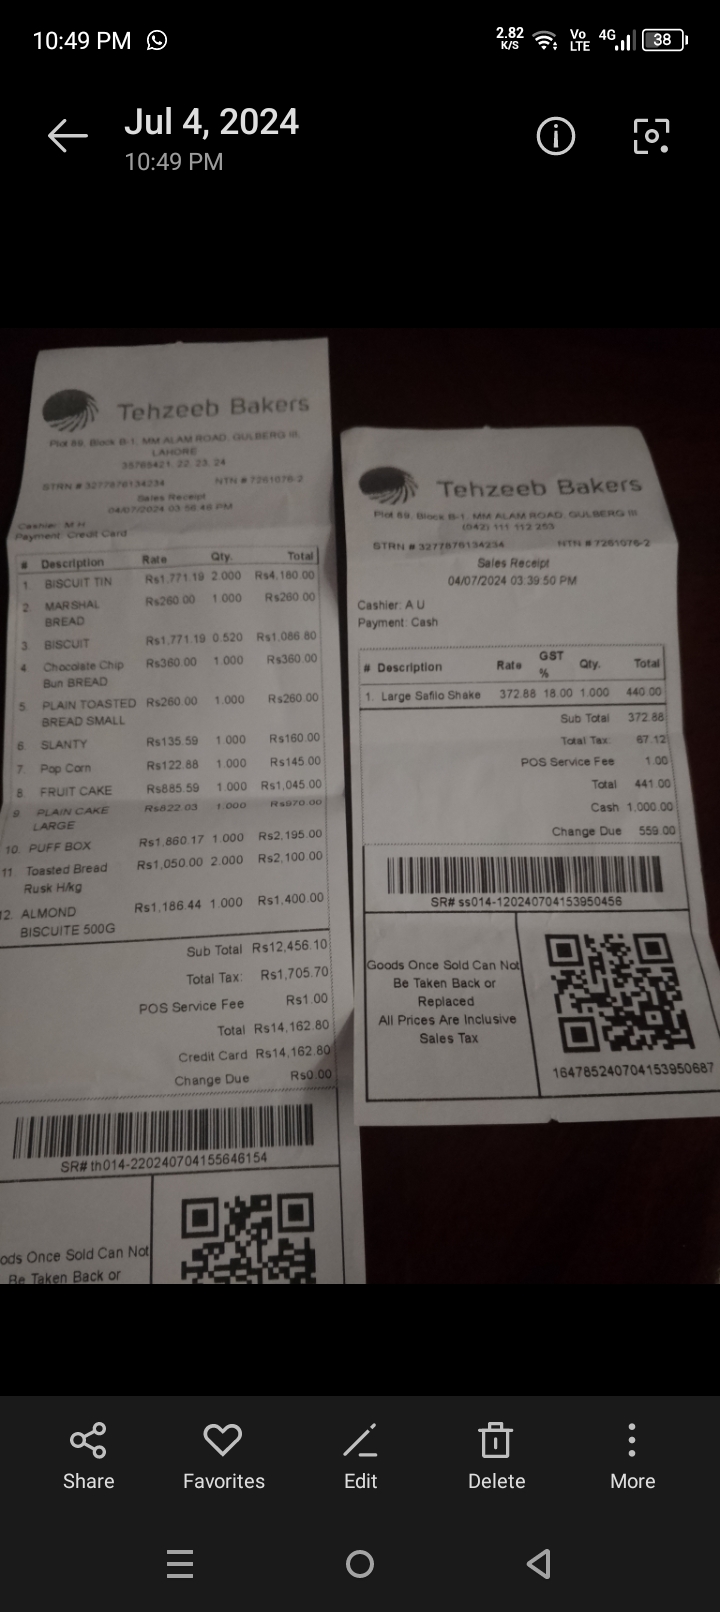 10:49 PM
2.82 K/S
Vo LTE
4G
38
Jul 4, 2024
10:49 PM
Tehzeeb Bakers
Plot 89, Block B-1, MM ALAM ROAD, GULBERG III,
LAHORE
35765421, 22, 23, 24
STRN # 3277876134234 NTN # 7261076-2
Sales Receipt
04/07/2024 03:56:46 PM
Cashier: M H
Payment: Credit Card
# Description Rate Qty. Total
1 BISCUIT TIN Rs1,771.19 2.000 Rs4,180.00
2. MARSHAL Rs260.00 1.000 Rs260.00
BREAD
3. BISCUIT Rs1,771.19 0.520 Rs1,086.80
4. Chocolate Chip Rs360.00 1.000 Rs360.00
Bun BREAD
5. PLAIN TOASTED Rs260.00 1.000 Rs260.00
BREAD SMALL
6. SLANTY Rs135.59 1.000 Rs160.00
7. Pop Corn Rs122.88 1.000 Rs145.00
8. FRUIT CAKE Rs885.59 1.000 Rs1,045.00
9 PLAIN CAKE Rs822.03 1.000 Rs970.00
LARGE
10. PUFF BOX Rs1,860.17 1.000 Rs2,195.00
11 Toasted Bread Rs1,050.00 2.000 Rs2,100.00
Rusk H/kg
12. ALMOND Rs1,186.44 1.000 Rs1,400.00
BISCUITE 500G
Sub Total Rs12,456.10
Total Tax: Rs1,705.70
POS Service Fee Rs1.00
Total Rs14,162.80
Credit Card Rs14,162.80
Change Due Rs0.00
SR# th014-220240704155646154
ods Once Sold Can Not
Be Taken Back or
Tehzeeb Bakers
Plot 89, Block B-1, MM ALAM ROAD, GULBERG III
(042) 111 112 253
STRN # 3277876134234 NTN # 7261076-2
Sales Receipt
04/07/2024 03:39:50 PM
Cashier: A U
Payment: Cash
# Description Rate GST % Qty. Total
1. Large Safilo Shake 372.88 18.00 1.000 440.00
Sub Total 372.88
Total Tax: 67.12
POS Service Fee 1.00
Total 441.00
Cash 1,000.00
Change Due 559.00
SR# ss014-120240704153950456
Goods Once Sold Can Not
Be Taken Back or
Replaced
All Prices Are Inclusive
Sales Tax
164785240704153950687
Share
Favorites
Edit
Delete
More